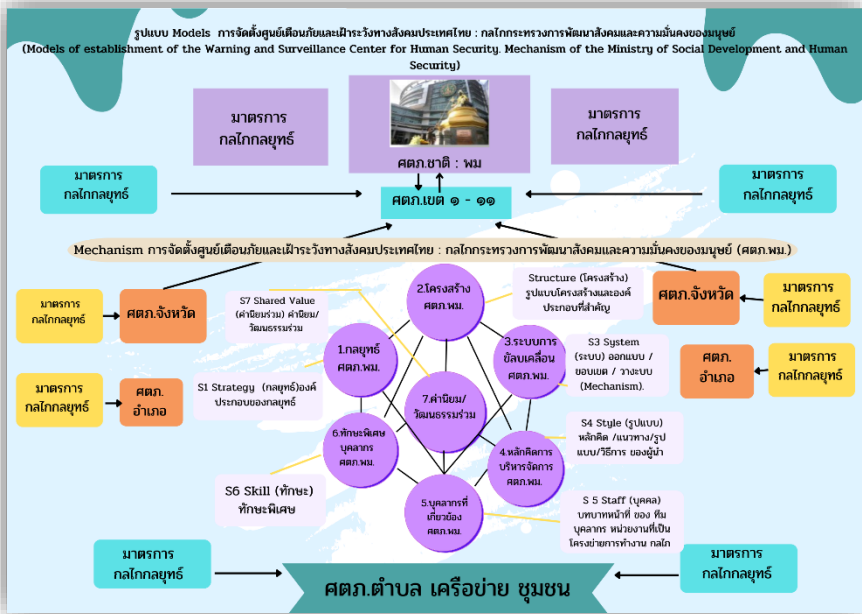 รูปแบบ Models การจัดตั้งศูนย์เตือนภัยและเฝ้าระวังทางสังคมประเทศไทย : กลไกกระทรวงการพัฒนาสังคมและความมั่นคงของมนุษย์
(Models of establishment of the Warning and Surveillance Center for Human Security. Mechanism of the Ministry of Social Development and Human
Security)
มาตรการ
กลไกกลยุทธ์
ศตภ.ชาติ : พม
มาตรการ
กลไกกลยุทธ์
มาตรการ
กลไกกลยุทธ์
ศตภ.เขต ๑ - ๑๑
มาตรการ
กลไกกลยุทธ์
Mechanism การจัดตั้งศูนย์เตือนภัยและเฝ้าระวังทางสังคมประเทศไทย : กลไกกระทรวงการพัฒนาสังคมและความมั่นคงของมนุษย์ (ศตภ.พม.)
มาตรการ
กลไกกลยุทธ์
ศตภ.จังหวัด
S7 Shared Value
(ค่านิยมร่วม) ค่านิยม/
วัฒนธรรมร่วม
2.โครงสร้าง
ศตภ.พม.
Structure (โครงสร้าง)
รูปแบบโครงสร้างและองค์
ประกอบที่สำคัญ
ศตภ.จังหวัด
มาตรการ
กลไกกลยุทธ์
1.กลยุทธ์
ศตภ.พม.
3.ระบบการ
ขับเคลื่อน
ศตภ.พม.
S3 System
(ระบบ) ออกแบบ /
ขอบเขต / วางระบบ
(Mechanism).
ศตภ.
อำเภอ
มาตรการ
กลไกกลยุทธ์
มาตรการ
กลไกกลยุทธ์
ศตภ.
อำเภอ
S1 Strategy (กลยุทธ์)องค์
ประกอบของกลยุทธ์
7.ค่านิยม/
วัฒนธรรมร่วม
6.ทักษะพิเศษ
บุคลากร
ศตภ.พม.
4.หลักคิดการ
บริหารจัดการ
ศตภ.พม.
S4 Style (รูปแบบ)
หลักคิด /แนวทาง/รูป
แบบ/วิธีการ ของผู้นำ
S6 Skill (ทักษะ)
ทักษะพิเศษ
5.บุคลากรที่
เกี่ยวข้อง
ศตภ.พม.
S 5 Staff (บุคคล)
บทบาทหน้าที่ ของ ทีม
บุคลากร หน่วยงานที่เป็น
โครงข่ายการทำงาน กลไก
มาตรการ
กลไกกลยุทธ์
มาตรการ
กลไกกลยุทธ์
ศตภ.ตำบล เครือข่าย ชุมชน